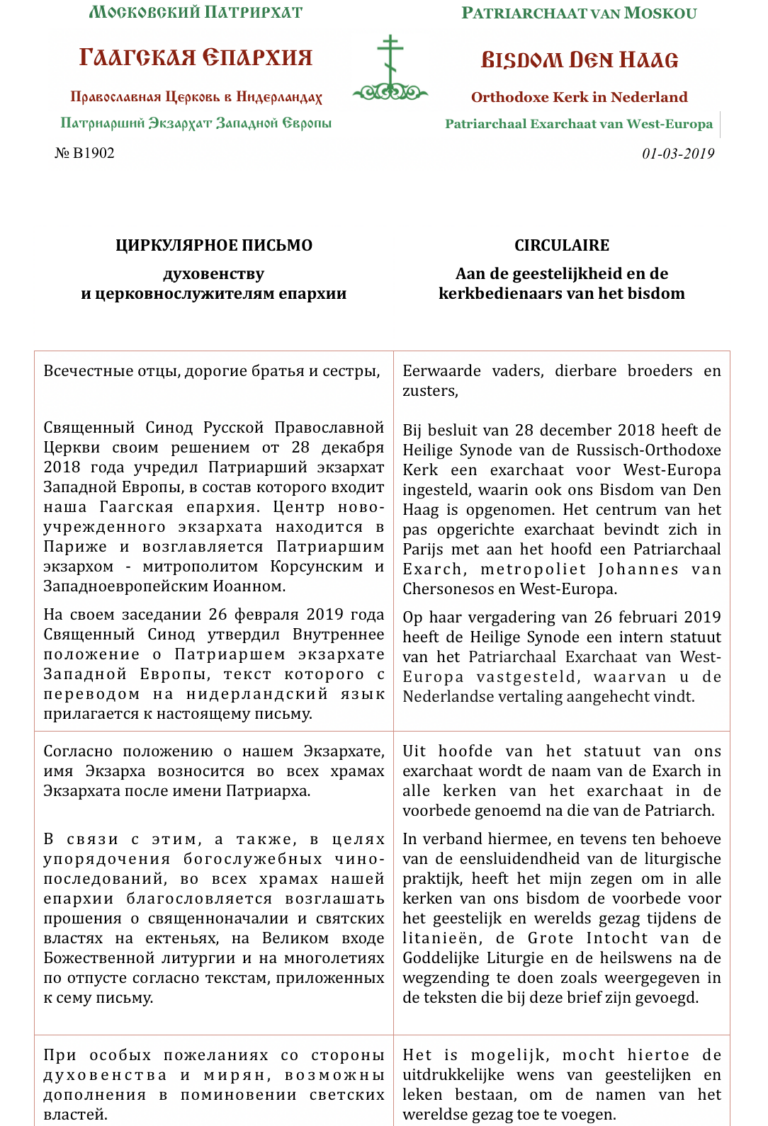 Московский Патрирхат
Гаагская Епархия
Православная Церковь в Нидерландах
Патриарший Экзархат Западной Европы
Patriarchaat van Moskou
Bisdom Den Haag
Orthodoxe Kerk in Nederland
Patriarchaal Exarchaat van West-Europa
№ B1902
01-03-2019
ЦИРКУЛЯРНОЕ ПИСЬМО
духовенству
и церковнослужителям епархии
CIRCULAIRE
Aan de geestelijkheid en de
kerkbedienaars van het bisdom
Всечестные отцы, дорогие братья и сестры,
Священный Синод Русской Православной
Церкви своим решением от 28 декабря
2018 года учредил Патриарший экзархат
Западной Европы, в состав которого входит
наша Гаагская епархия. Центр ново-
учрежденного экзархата находится в
Париже и возглавляется Патриаршим
экзархом - митрополитом Корсунским и
Западноевропейским Иоанном.
На своем заседании 26 февраля 2019 года
Священный Синод утвердил Внутреннее
положение о Патриаршем экзархате
Западной Европы, текст которого с
переводом на нидерландский язык
прилагается к настоящему письму.
Eerwaarde vaders, dierbare broeders en
zusters,
Bij besluit van 28 december 2018 heeft de
Heilige Synode van de Russisch-Orthodoxe
Kerk een exarchaat voor West-Europa
ingesteld, waarin ook ons Bisdom van Den
Haag is opgenomen. Het centrum van het
pas opgerichte exarchaat bevindt zich in
Parijs met aan het hoofd een Patriarchaal
Exarch, metropoliet Johannes van
Chersonesos en West-Europa.
Op haar vergadering van 26 februari 2019
heeft de Heilige Synode een intern statuut
van het Patriarchaal Exarchaat van West-
Europa vastgesteld, waarvan u de
Nederlandse vertaling aangehecht vindt.
Согласно положению о нашем Экзархате,
имя Экзарха возносится во всех храмах
Экзархата после имени Патриарха.
В связи с этим, а также, в целях
упорядочения богослужебных чино-
последований, во всех храмах нашей
епархии благословляется возглашать
прошения о священноначалии и святских
властях на ектеньях, на Великом входе
Божественной литургии и на многолетиях
по отпусте согласно текстам, приложенных
к сему письму.
Uit hoofde van het statuut van ons
exarchaat wordt de naam van de Exarch in
alle kerken van het exarchaat in de
voorbede genoemd na die van de Patriarch.
In verband hiermee, en tevens ten behoeve
van de eensluidendheid van de liturgische
praktijk, heeft het mijn zegen om in alle
kerken van ons bisdom de voorbede voor
het geestelijk en werelds gezag tijdens de
litanieën, de Grote Intocht van de
Goddelijke Liturgie en de heilswens na de
wegzending te doen zoals weergegeven in
de teksten die bij deze brief zijn gevoegd.
При особых пожеланиях со стороны
духовенства и мирян, возможны
дополнения в поминовении светских
властей.
Het is mogelijk, mocht hiertoe de
uitdrukkelijke wens van geestelijken en
leken bestaan, om de namen van het
wereldse gezag toe te voegen.